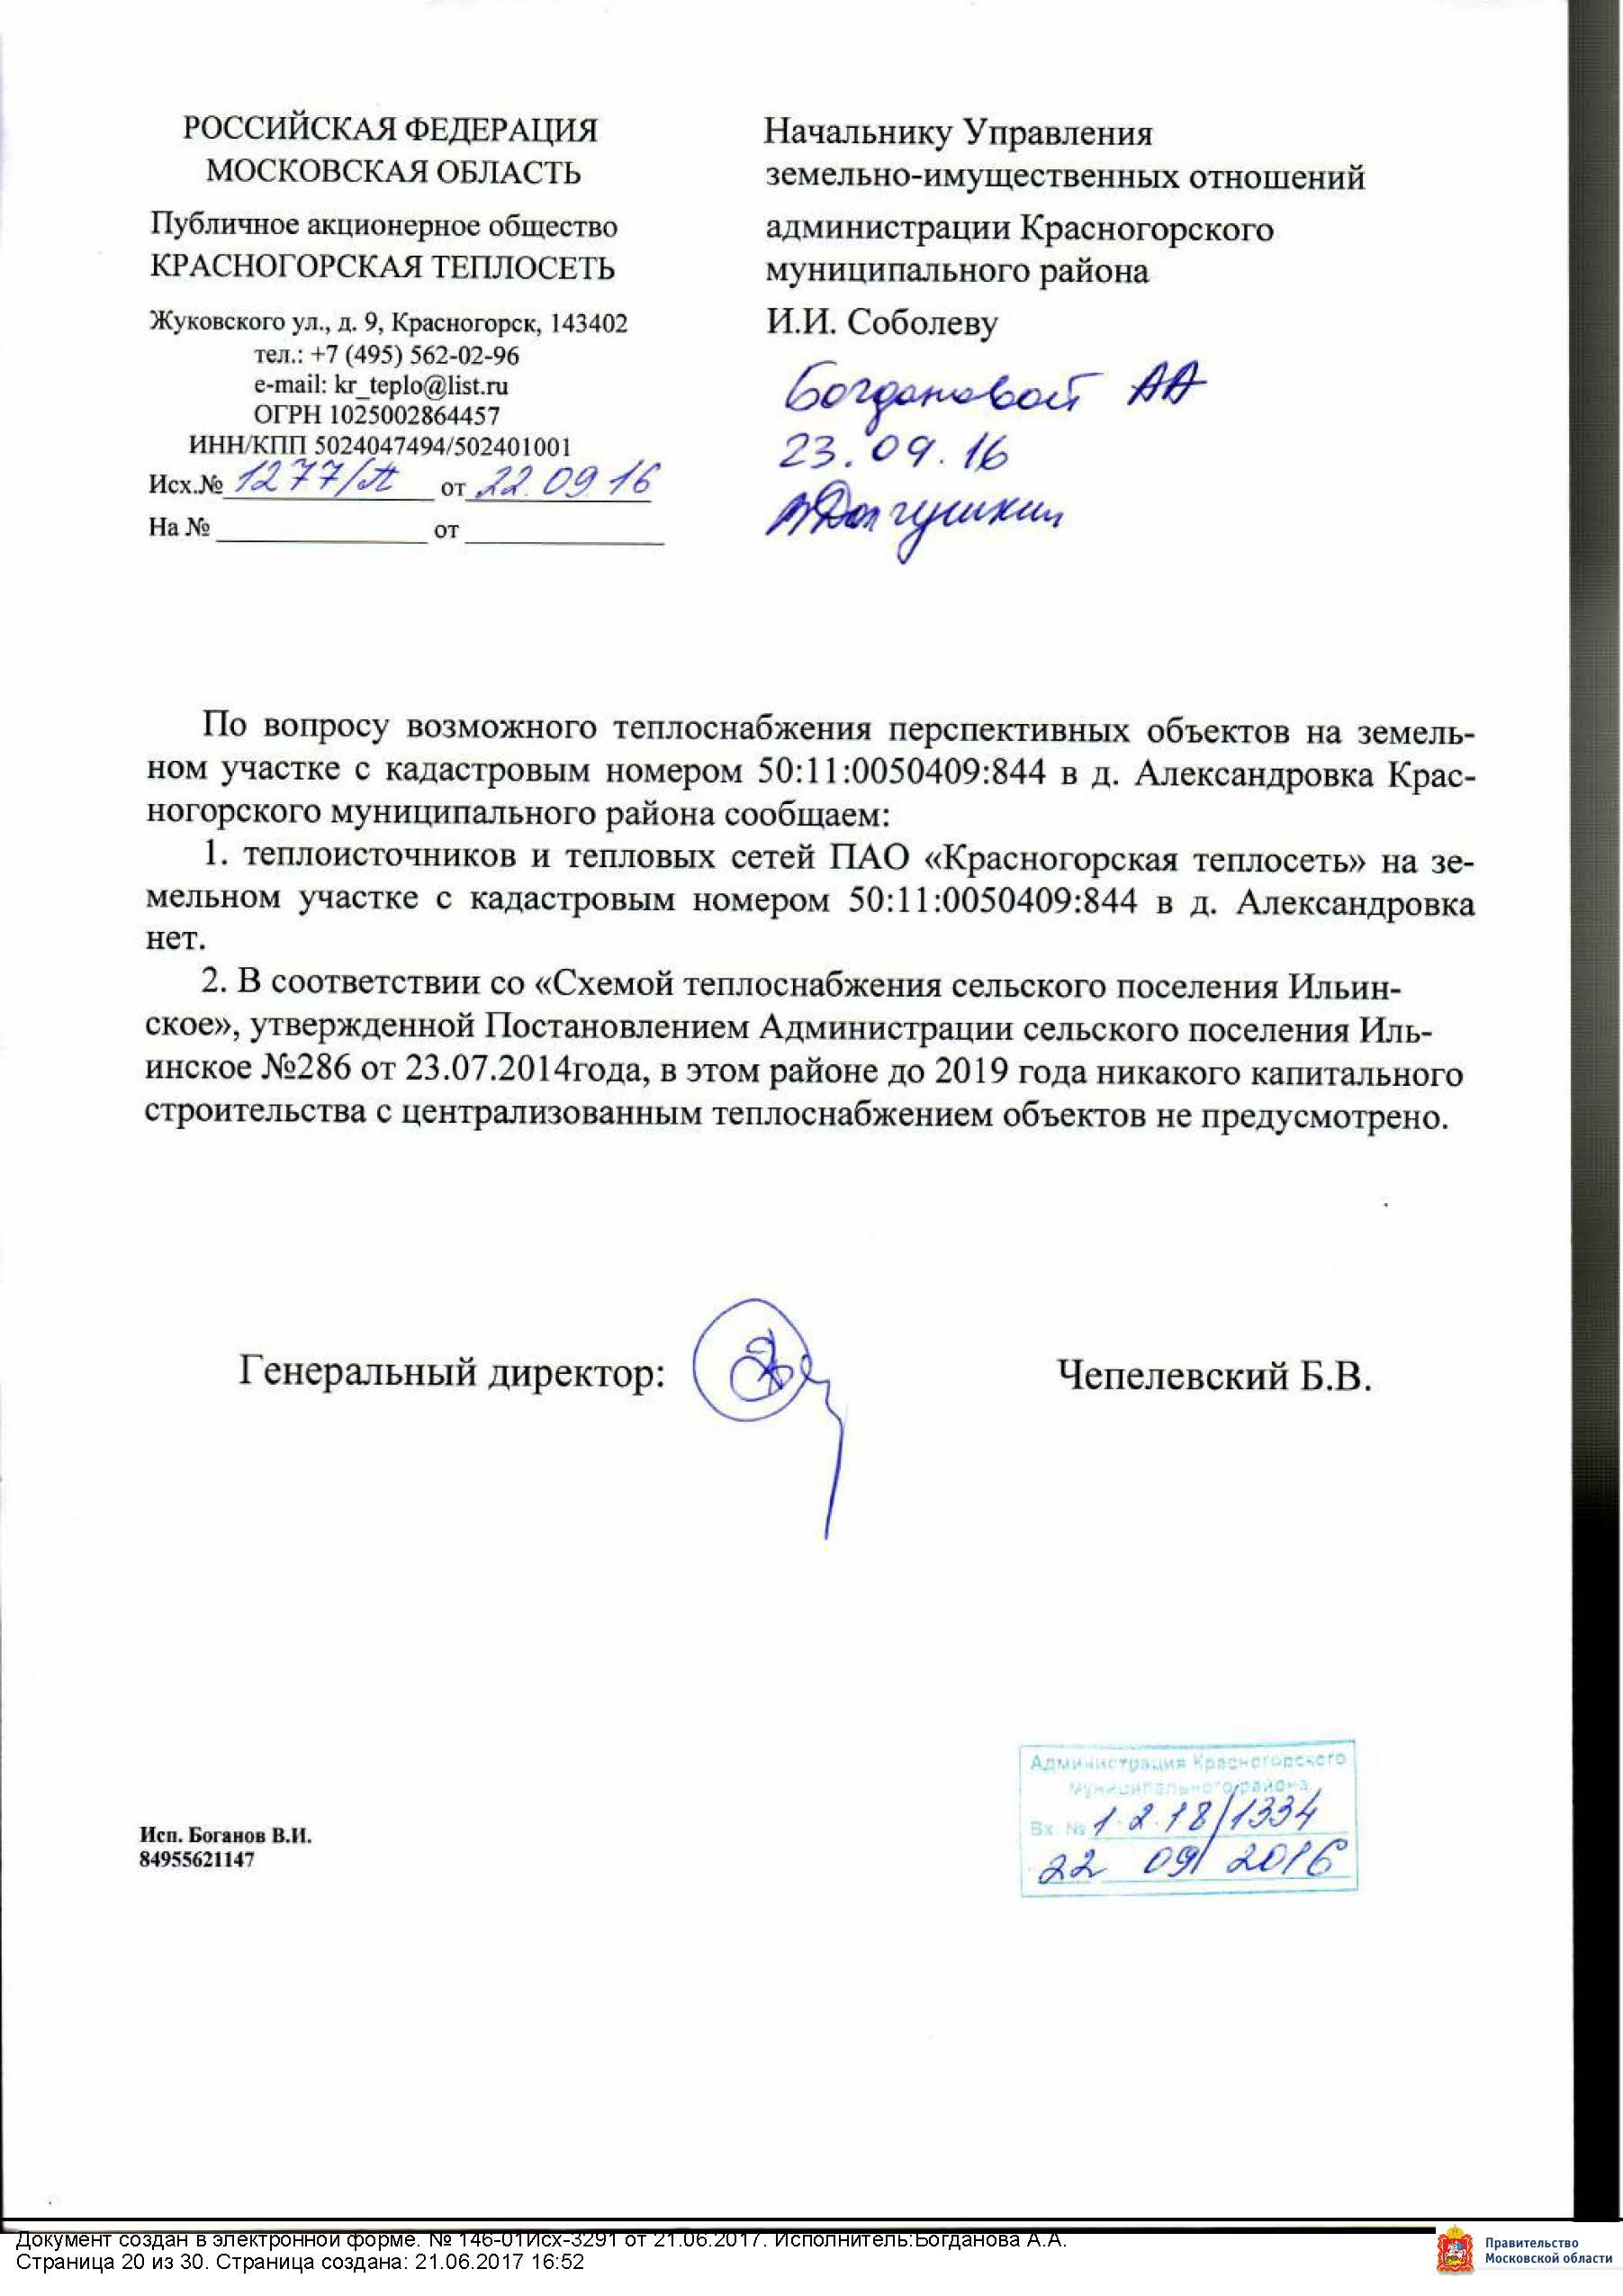 РОССИЙСКАЯ ФЕДЕРАЦИЯ
МОСКОВСКАЯ ОБЛАСТЬ
Публичное акционерное общество
КРАСНОГОРСКАЯ ТЕПЛОСЕТЬ
Жуковского ул., д. 9, Красногорск, 143402
тел.: +7 (495) 562-02-96
e-mail: kr_teplo@list.ru
ОГРН 1025002864457
ИНН/КПП 5024047494/502401001
Исх.№ 1277/П от 22.09.16
На № от
Начальнику Управления
земельно-имущественных отношений
администрации Красногорского
муниципального района
И.И. Соболеву
Богдановой АА
23.09.16
Долгушкин
По вопросу возможного теплоснабжения перспективных объектов на земель-
ном участке с кадастровым номером 50:11:0050409:844 в д. Александровка Крас-
ногорского муниципального района сообщаем:
1. теплоисточников и тепловых сетей ПАО «Красногорская теплосеть» на зе-
мельном участке с кадастровым номером 50:11:0050409:844 в д. Александровка
нет.
2. В соответствии со «Схемой теплоснабжения сельского поселения Ильин-
ское», утвержденной Постановлением Администрации сельского поселения Иль-
инское №286 от 23.07.2014года, в этом районе до 2019 года никакого капитального
строительства с централизованным теплоснабжением объектов не предусмотрено.
Генеральный директор: Чепелевский Б.В.
Администрация Красногорского
муниципального района
Вх. № 1.2.18/1334
22 09 2016
Исп. Боганов В.И.
84955621147
Документ создан в электронной форме. № 146-01Исх-3291 от 21.06.2017. Исполнитель:Богданова А.А.
Страница 20 из 30. Страница создана: 21.06.2017 16:52
Правительство
Московской области